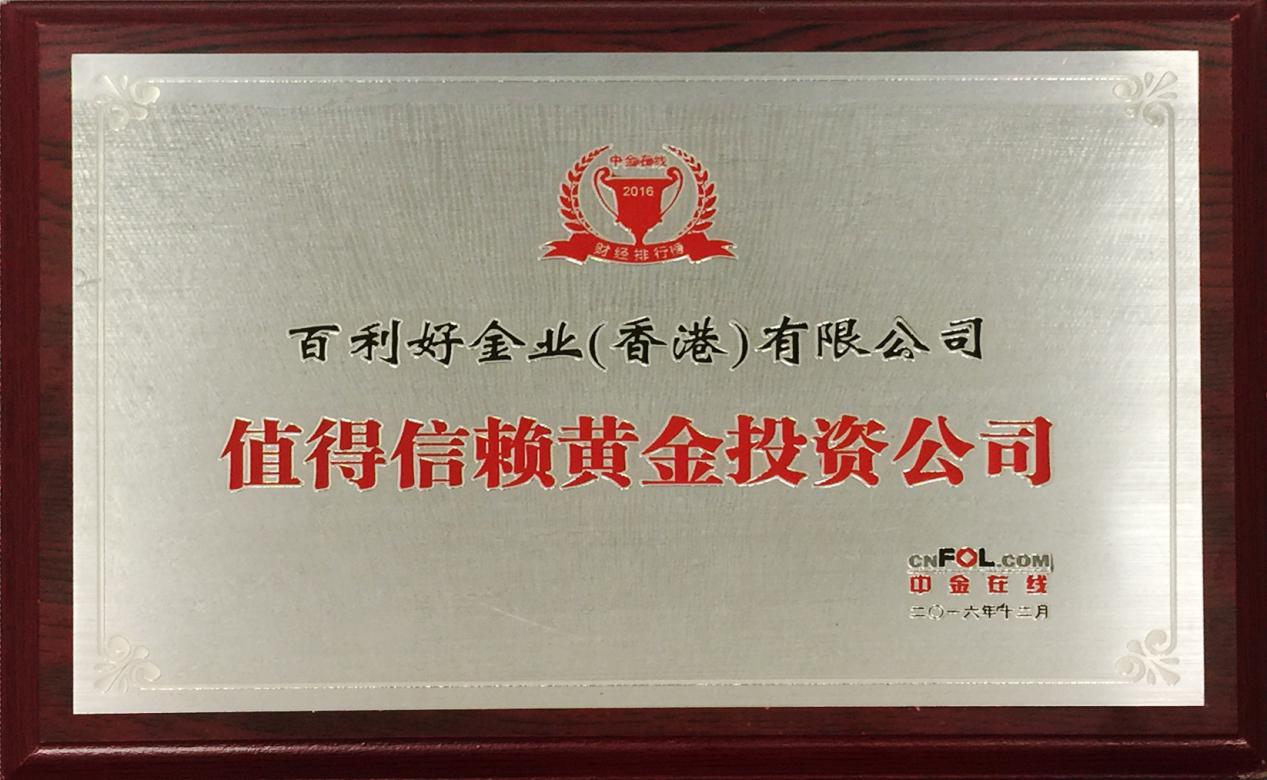 中金在线
2016
财经排行榜
百利好金业(香港)有限公司
值得信赖黄金投资公司
CNFOL.COM
中金在线
二〇一六年十二月